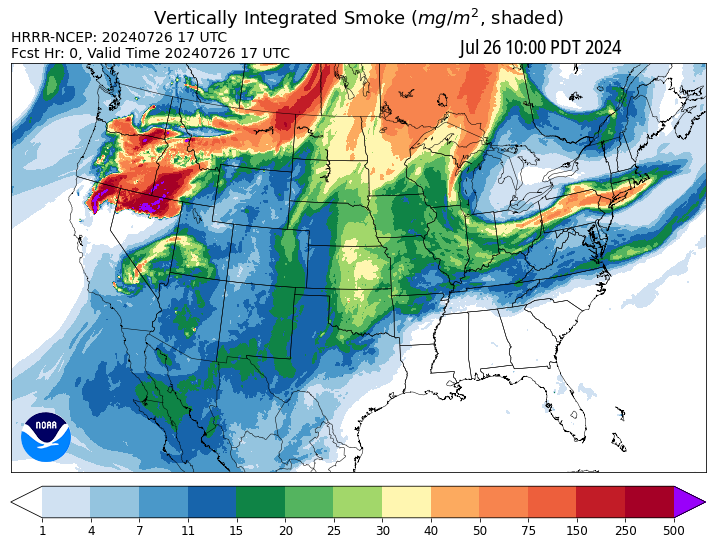 Vertically Integrated Smoke (mg/m², shaded)
HRRR-NCEP: 20240726 17 UTC
Fcst Hr: 0, Valid Time 20240726 17 UTC
Jul 26 10:00 PDT 2024
NOAA
1 4 7 11 15 20 25 30 40 50 75 150 250 500